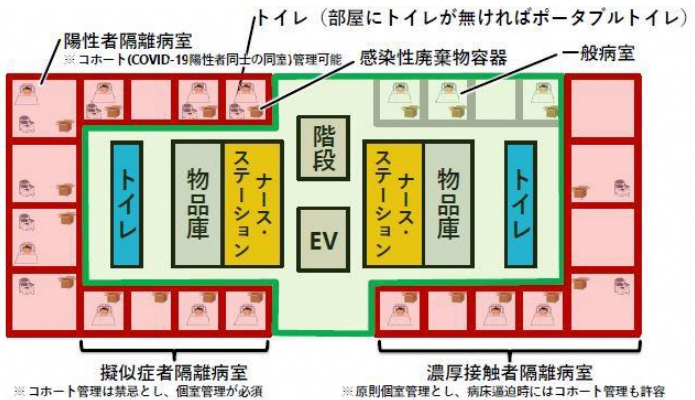 トイレ（部屋にトイレが無ければポータブルトイレ）
陽性者隔離病室
※ コホート(COVID-19陽性者同士の同室)管理可能
感染性廃棄物容器
一般病室
トイレ
物品庫
ナース・ステーション
階段
EV
ナース・ステーション
物品庫
トイレ
擬似症者隔離病室
※ コホート管理は禁忌とし、個室管理が必須
濃厚接触者隔離病室
※原則個室管理とし、病床逼迫時にはコホート管理も許容